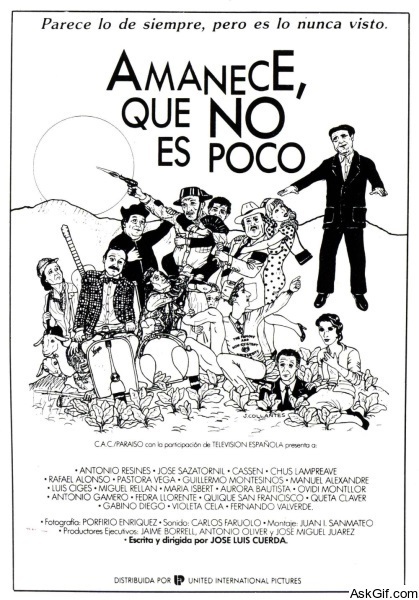 Parece lo de siempre, pero es lo nunca visto.
AMANECE,
QUE NO
ES POCO
J.COLLANTES
C.A.C./PARAISO con la participación de TELEVISION ESPAÑOLA presenta a:
• ANTONIO RESINES • JOSE SAZATORNIL • CASSEN • CHUS LAMPREAVE
• RAFAEL ALONSO • PASTORA VEGA • GUILLERMO MONTESINOS • MANUEL ALEXANDRE
• LUIS CIGES • MIGUEL RELLAN • MARIA ISBERT • AURORA BAUTISTA • OVIDI MONTLLOR
• ANTONIO GAMERO • FEDRA LLORENTE • QUIQUE SAN FRANCISCO • QUETA CLAVER
• GABINO DIEGO • VIOLETA CELA • FERNANDO VALVERDE.
• Fotografía: PORFIRIO ENRIQUEZ • Sonido: CARLOS FARUOLO • Montaje: JUAN I. SANMATEO
• Productores Ejecutivos: JAIME BORRELL, ANTONIO OLIVER y JOSE MIGUEL JUAREZ
• Escrita y dirigida por JOSE LUIS CUERDA.
DISTRIBUIDA POR UIP UNITED INTERNATIONAL PICTURES
AskGif.com